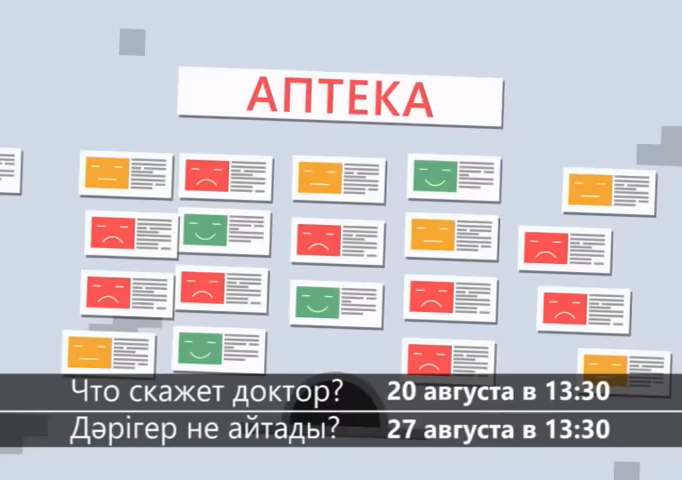 АПТЕКА
Что скажет доктор? 20 августа в 13:30
Дәрігер не айтады? 27 августа в 13:30